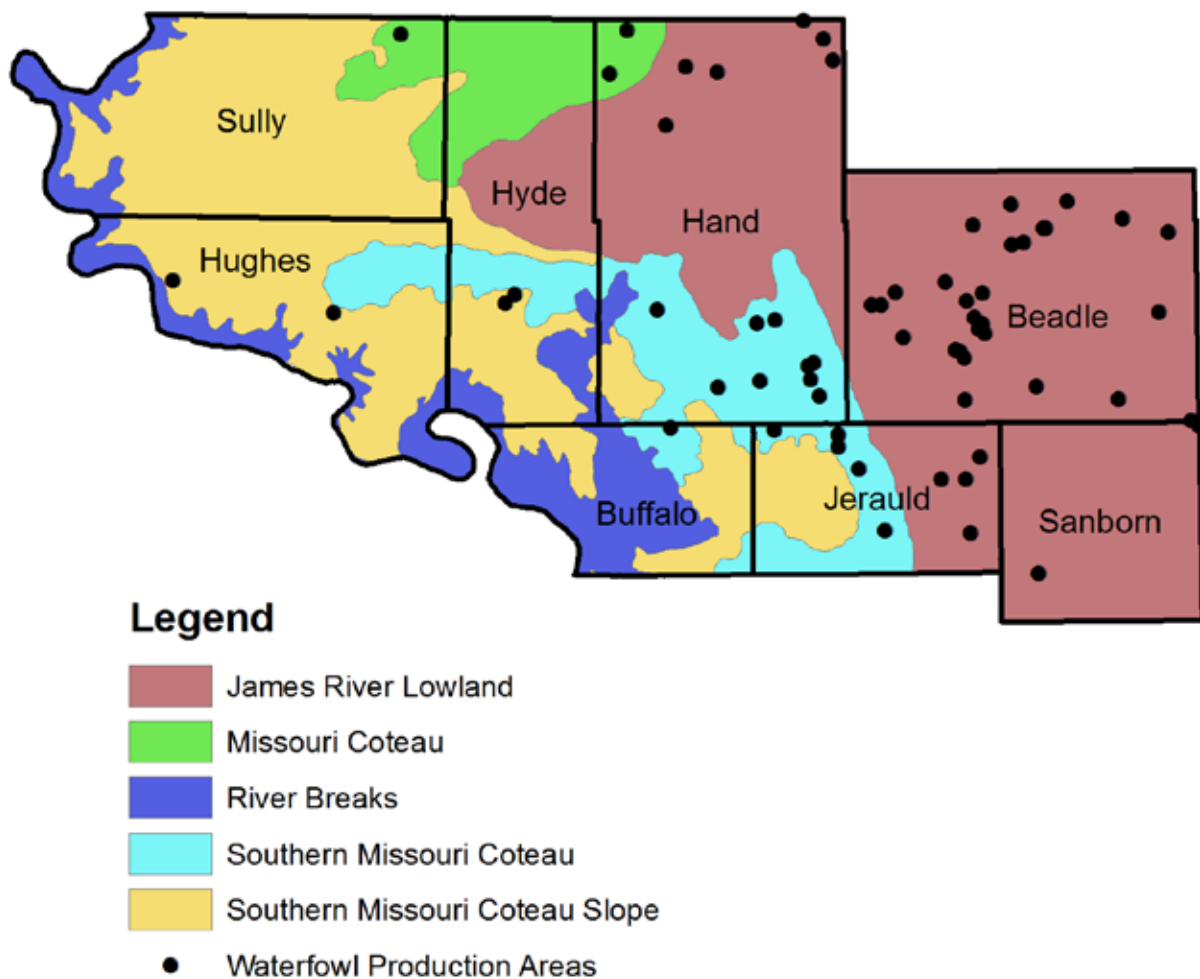 Sully
Hyde
Hand
Hughes
Beadle
Buffalo
Jerauld
Sanborn
Legend
James River Lowland
Missouri Coteau
River Breaks
Southern Missouri Coteau
Southern Missouri Coteau Slope
Waterfowl Production Areas